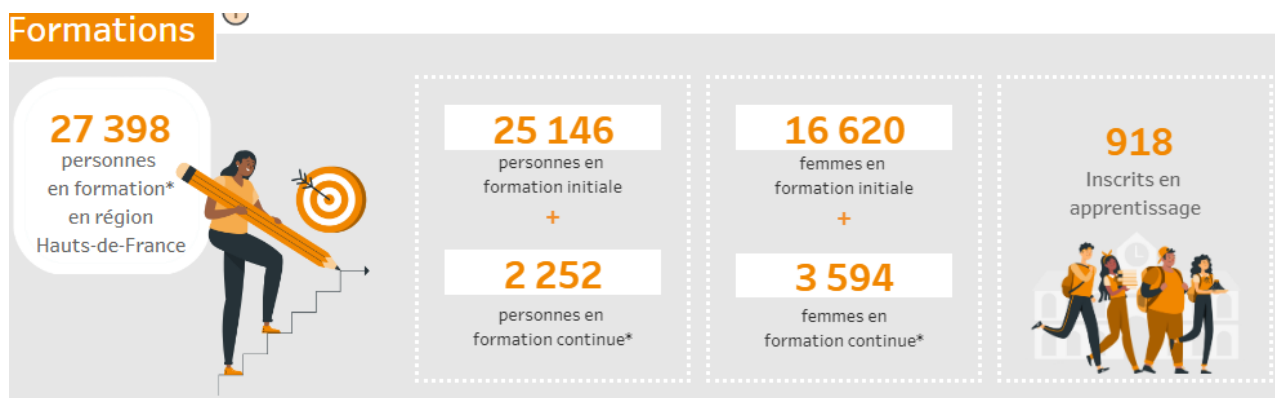 Formations
27 398
personnes
en formation*
en région
Hauts-de-France
25 146
personnes en
formation initiale
+
2 252
personnes en
formation continue*
16 620
femmes en
formation initiale
+
3 594
femmes en
formation continue*
918
Inscrits en
apprentissage